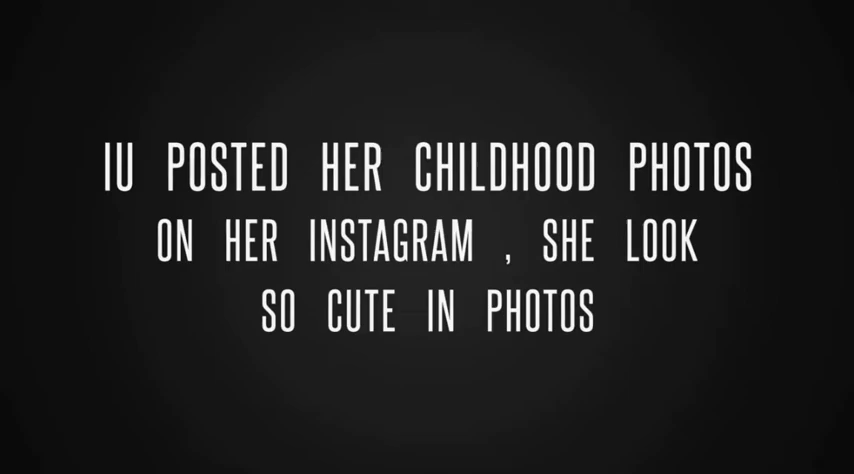 IU POSTED HER CHILDHOOD PHOTOS
ON HER INSTAGRAM , SHE LOOK
SO CUTE IN PHOTOS